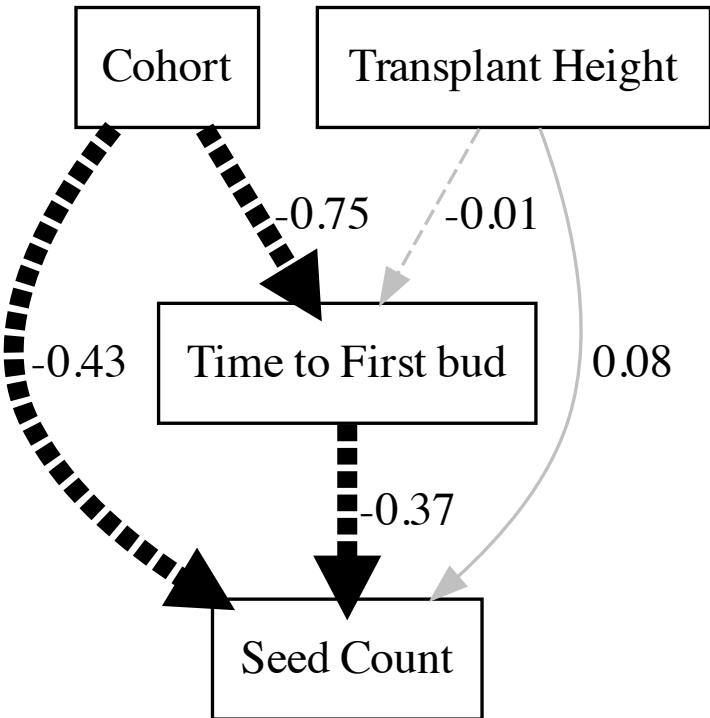 Cohort
Transplant Height
-0.75
-0.01
-0.43
Time to First bud
0.08
-0.37
Seed Count